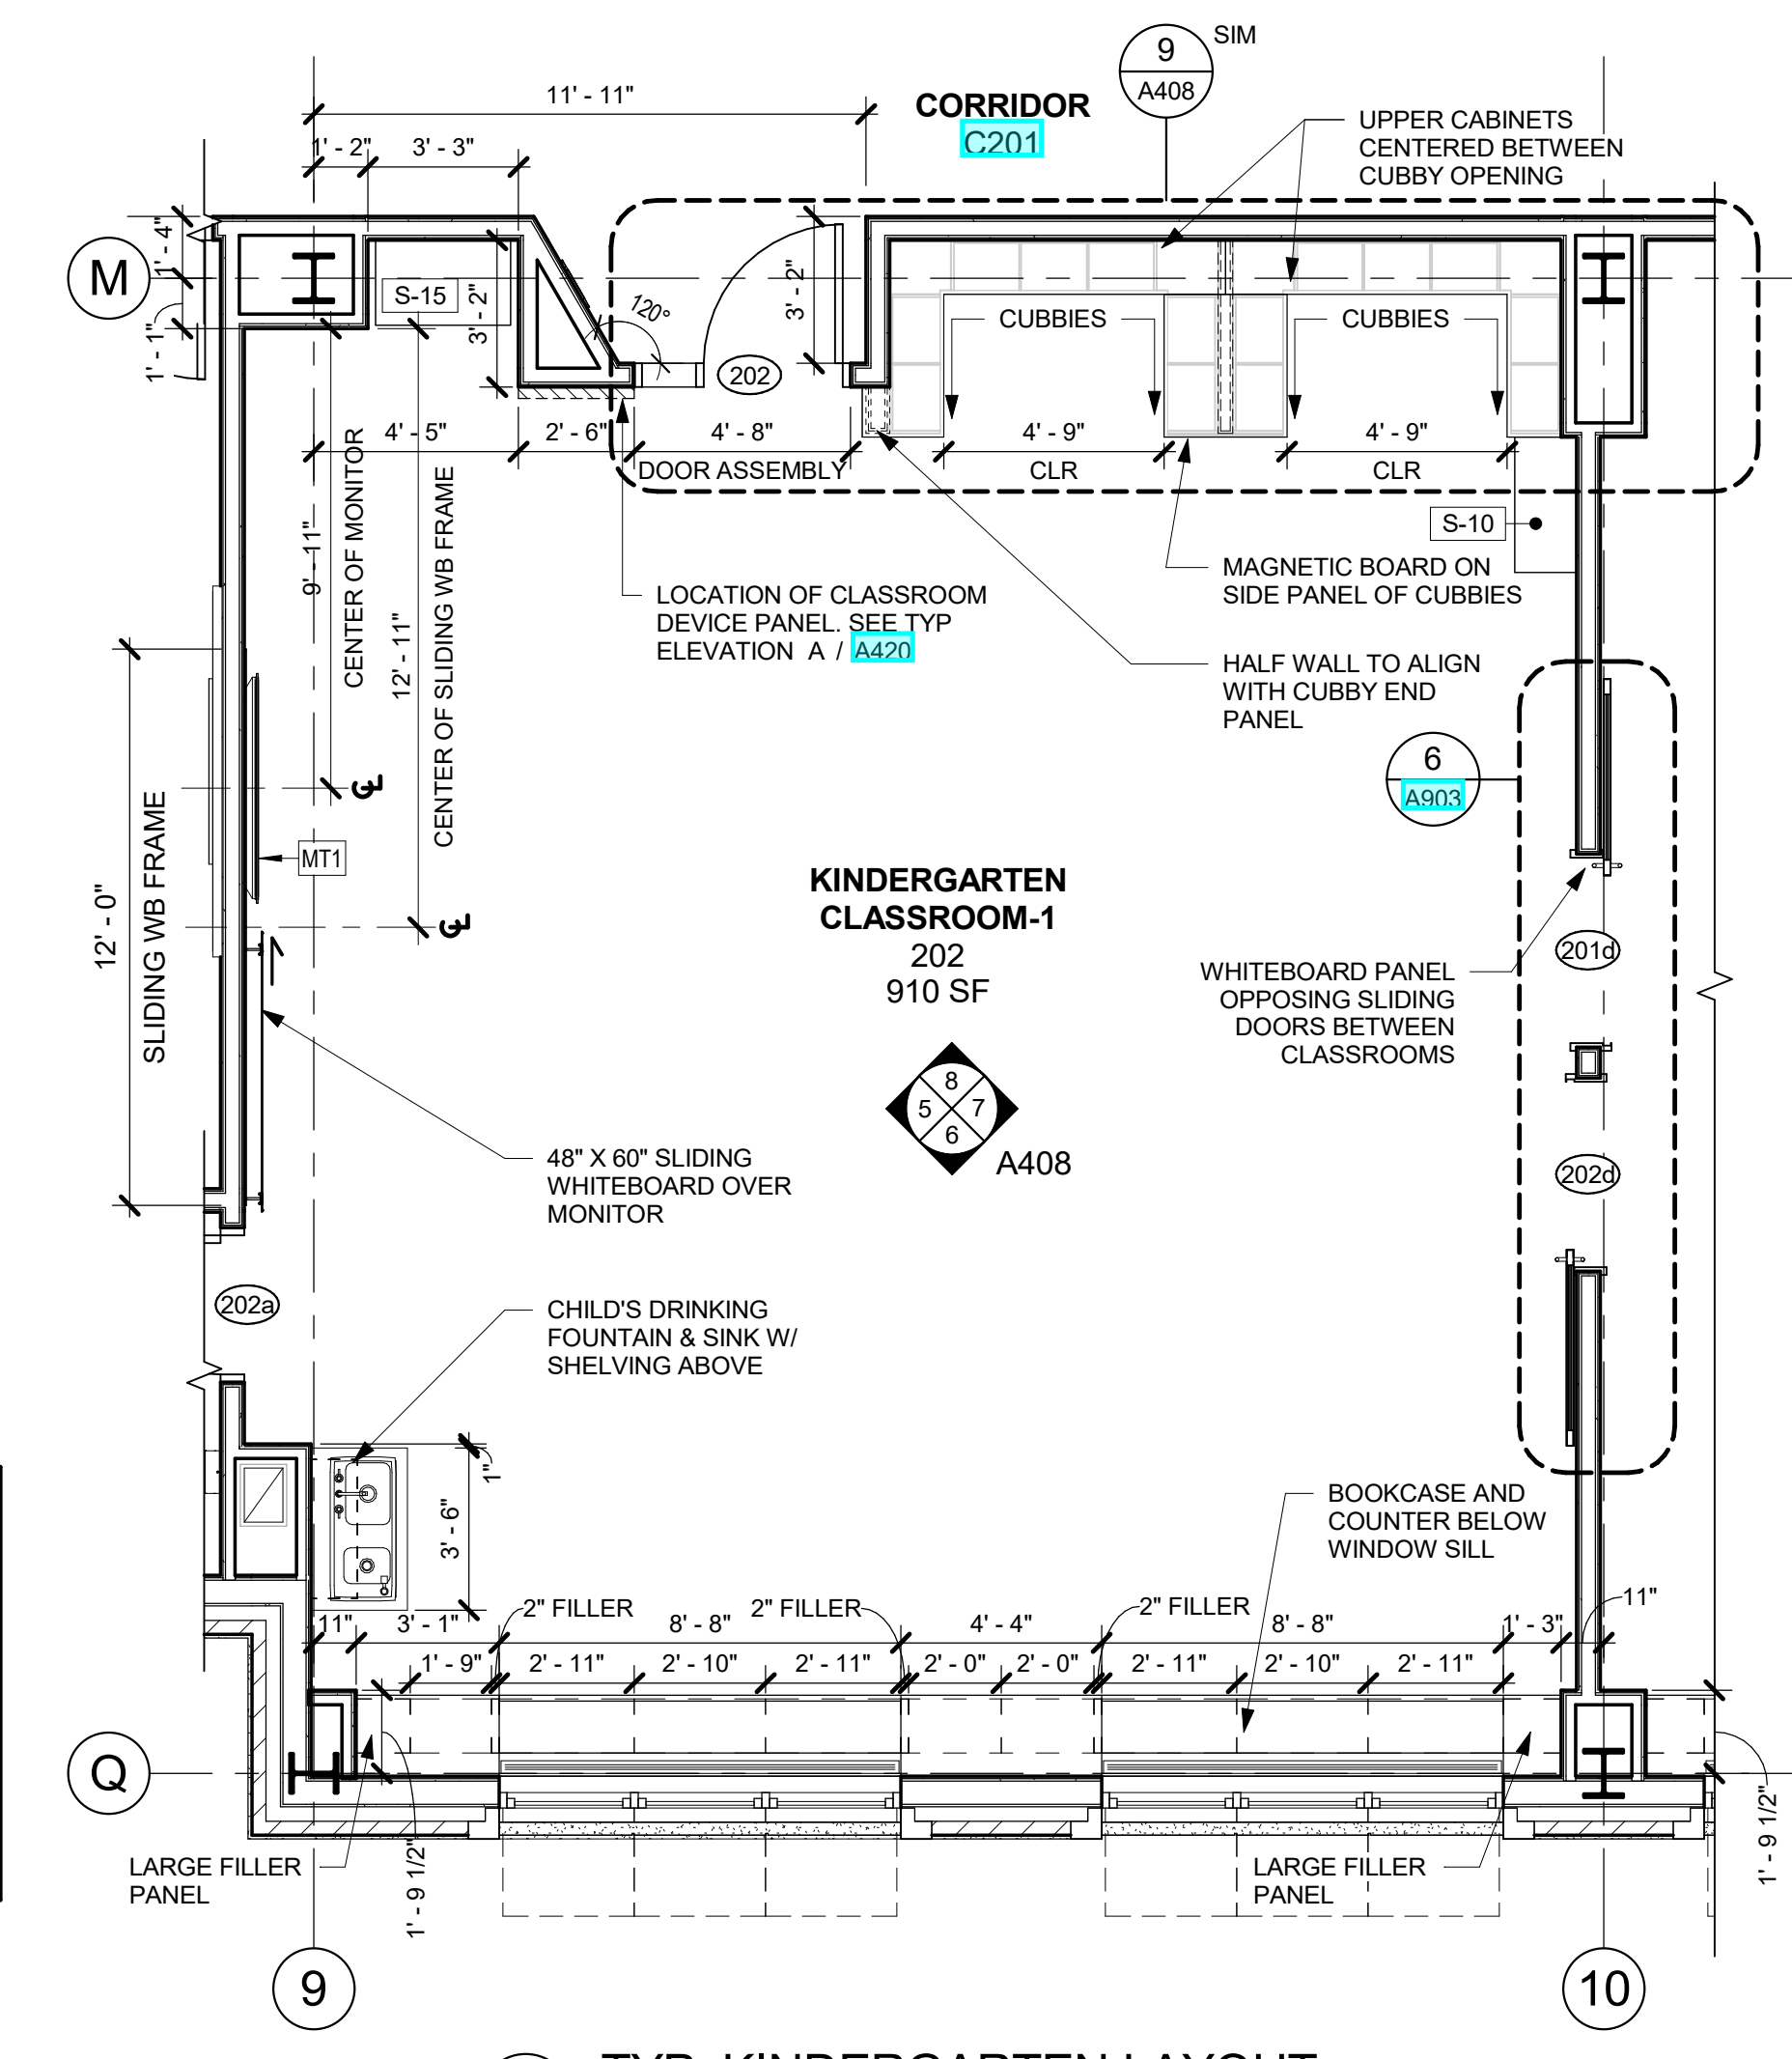 9
SIM
A408
11' - 11"
CORRIDOR
C201
UPPER CABINETS
CENTERED BETWEEN
CUBBY OPENING
1' - 2"
3' - 3"
1' - 4"
M
S-15
3' - 2"
120°
3' - 2"
CUBBIES
CUBBIES
1' - 1"
202
4' - 5"
2' - 6"
4' - 8"
4' - 9"
4' - 9"
DOOR ASSEMBLY
CLR
CLR
9' - 11"
CENTER OF MONITOR
12' - 11"
CENTER OF SLIDING WB FRAME
S-10
MAGNETIC BOARD ON
SIDE PANEL OF CUBBIES
LOCATION OF CLASSROOM
DEVICE PANEL. SEE TYP
ELEVATION A / A420
HALF WALL TO ALIGN
WITH CUBBY END
PANEL
6
A903
12' - 0"
SLIDING WB FRAME
MT1
KINDERGARTEN
CLASSROOM-1
202
910 SF
201d
WHITEBOARD PANEL
OPPOSING SLIDING
DOORS BETWEEN
CLASSROOMS
8
5
7
6
A408
202d
48" X 60" SLIDING
WHITEBOARD OVER
MONITOR
202a
CHILD'S DRINKING
FOUNTAIN & SINK W/
SHELVING ABOVE
1"
3' - 6"
BOOKCASE AND
COUNTER BELOW
WINDOW SILL
2" FILLER
2" FILLER
2" FILLER
11"
11"
3' - 1"
8' - 8"
4' - 4"
8' - 8"
1' - 3"
1' - 9"
2' - 11"
2' - 10"
2' - 11"
2' - 0"
2' - 0"
2' - 11"
2' - 10"
2' - 11"
Q
LARGE FILLER
PANEL
1' - 9 1/2"
LARGE FILLER
PANEL
1' - 9 1/2"
9
10
TYP. KINDERGARTEN LAYOUT